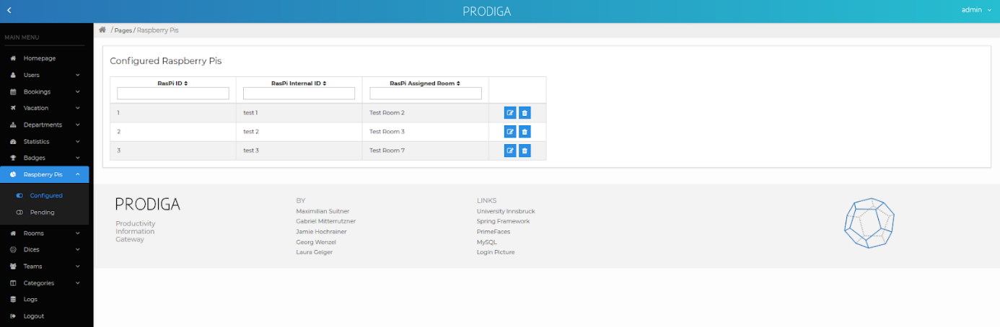 PRODIGA
admin
MAIN MENU
Homepage
Users
Bookings
Vacation
Departments
Statistics
Badges
Raspberry Pis
Configured
Pending
Rooms
Dices
Teams
Categories
Logs
Logout
/ Pages / Raspberry Pis
Configured Raspberry Pis
RasPi ID RasPi Internal ID RasPi Assigned Room
1 test 1 Test Room 2
2 test 2 Test Room 3
3 test 3 Test Room 7
PRODIGA
Productivity
Information
Gateway
BY
Maximilian Suitner
Gabriel Mitterrutzner
Jamie Hochrainer
Georg Wenzel
Laura Geiger
LINKS
University Innsbruck
Spring Framework
PrimeFaces
MySQL
Login Picture